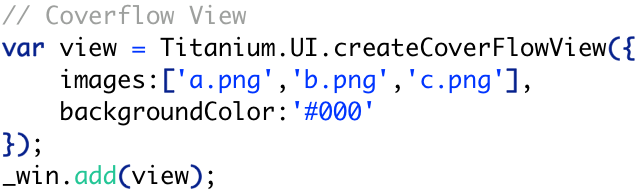 // Coverflow View
var view = Titanium.UI.createCoverFlowView({
    images:['a.png','b.png','c.png'],
    backgroundColor:'#000'
});
_win.add(view);